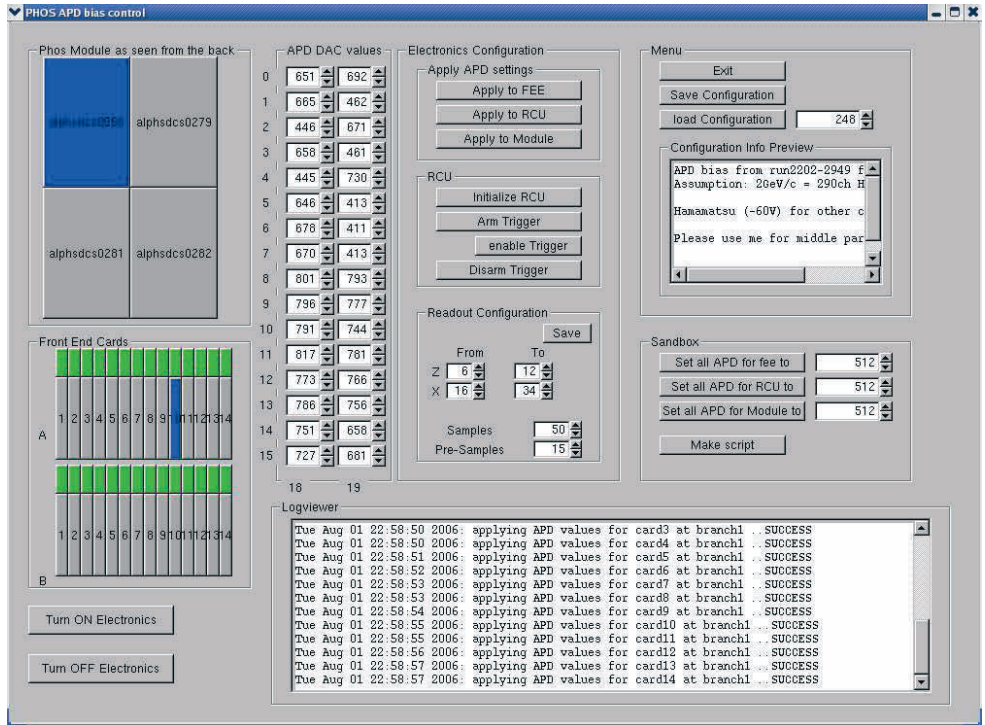 PHOS APD bias control
Phos Module as seen from the back
alphsdcs0279
alphsdcs0281
alphsdcs0282
Front End Cards
1 2 3 4 5 6 7 8 9 10 11 12 13 14
A
1 2 3 4 5 6 7 8 9 10 11 12 13 14
B
Turn ON Electronics
Turn OFF Electronics
APD DAC values
0 651 692
1 665 462
2 446 671
3 658 461
4 445 730
5 646 413
6 678 411
7 670 413
8 801 793
9 796 777
10 791 744
11 817 781
12 773 766
13 786 756
14 751 658
15 727 681
18 19
Electronics Configuration
Apply APD settings
Apply to FEE
Apply to RCU
Apply to Module
RCU
Initialize RCU
Arm Trigger
enable Trigger
Disarm Trigger
Readout Configuration
Save
From To
Z 6 12
X 16 34
Samples 50
Pre-Samples 15
Menu
Exit
Save Configuration
load Configuration 248
Configuration Info Preview
APD bias from run2202-2949 f
Assumption: 2GeV/c = 290ch H
Hamamatsu (-60V) for other c
Please use me for middle par
Sandbox
Set all APD for fee to 512
Set all APD for RCU to 512
Set all APD for Module to 512
Make script
Logviewer
Tue Aug 01 22:58:50 2006: applying APD values for card3 at branch1 ..SUCCESS
Tue Aug 01 22:58:50 2006: applying APD values for card4 at branch1 ..SUCCESS
Tue Aug 01 22:58:51 2006: applying APD values for card5 at branch1 ..SUCCESS
Tue Aug 01 22:58:52 2006: applying APD values for card6 at branch1 ..SUCCESS
Tue Aug 01 22:58:53 2006: applying APD values for card7 at branch1 ..SUCCESS
Tue Aug 01 22:58:53 2006: applying APD values for card8 at branch1 ..SUCCESS
Tue Aug 01 22:58:54 2006: applying APD values for card9 at branch1 ..SUCCESS
Tue Aug 01 22:58:55 2006: applying APD values for card10 at branch1 ..SUCCESS
Tue Aug 01 22:58:55 2006: applying APD values for card11 at branch1 ..SUCCESS
Tue Aug 01 22:58:56 2006: applying APD values for card12 at branch1 ..SUCCESS
Tue Aug 01 22:58:57 2006: applying APD values for card13 at branch1 ..SUCCESS
Tue Aug 01 22:58:57 2006: applying APD values for card14 at branch1 ..SUCCESS